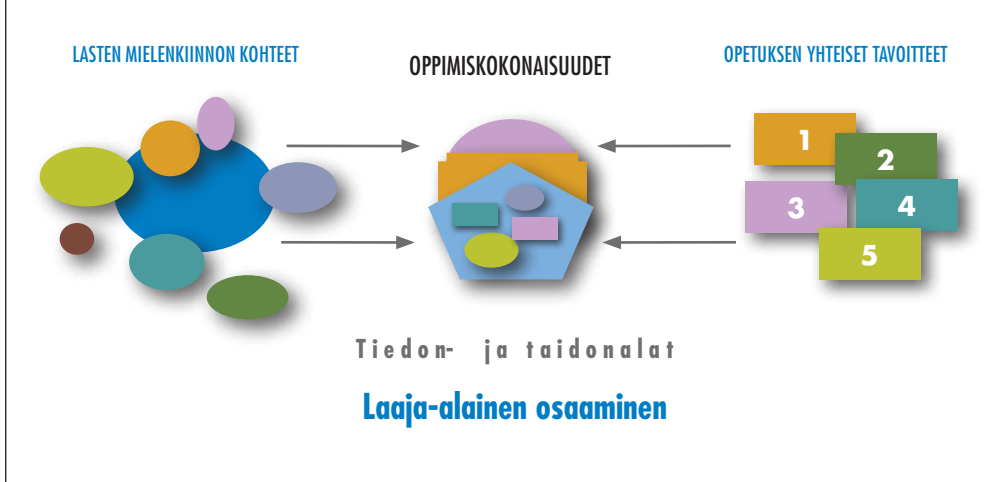 LASTEN MIELENKIINNON KOHTEET
OPPIMISKOKONAISUUDET
OPETUKSEN YHTEISET TAVOITTEET
1
2
3
4
5
Tiedon- ja taidonalat
Laaja-alainen osaaminen